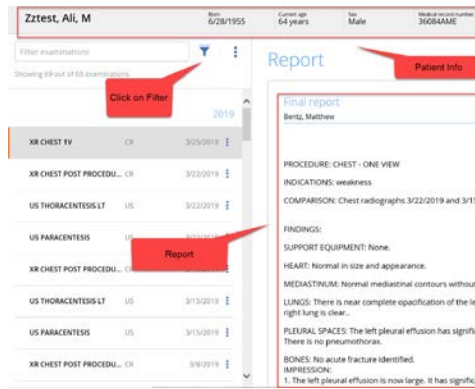 Zztest, Ali, M
Born
6/28/1955
Current age
64 years
Sex
Male
Medical record number
36084AME
Filter examinations
Showing 69 out of 69 examinations
Click on Filter
2019
XR CHEST 1V CR 3/25/2019
XR CHEST POST PROCEDU... CR 3/22/2019
US THORACENTESIS LT US 3/22/2019
US PARACENTESIS US
XR CHEST POST PROCEDU... CR
US THORACENTESIS LT US 3/15/2019
US PARACENTESIS US 3/15/2019
XR CHEST POST PROCEDU... CR 3/8/2019
Report
Report
Patient Info
Final report
Bentz, Matthew
PROCEDURE: CHEST - ONE VIEW
INDICATIONS: weakness
COMPARISON: Chest radiographs 3/22/2019 and 3/15
FINDINGS:
SUPPORT EQUIPMENT: None.
HEART: Normal in size and appearance.
MEDIASTINUM: Normal mediastinal contours without
LUNGS: There is near complete opacification of the le
right lung is clear..
PLEURAL SPACES: The left pleural effusion has signific
There is no pneumothorax.
BONES: No acute fracture identified.
IMPRESSION:
1. The left pleural effusion is now large. It has signific